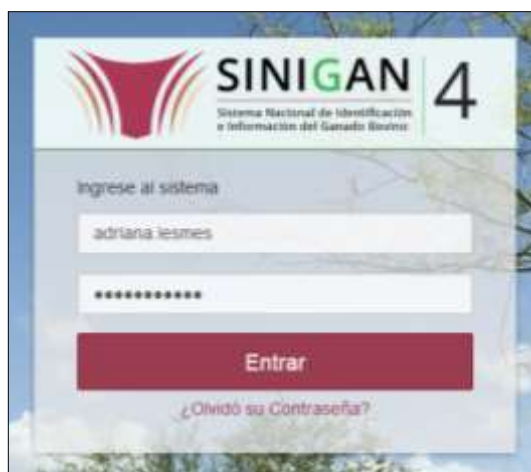 SINIGAN 4
Sistema Nacional de Identificación
e Información del Ganado Bovino
Ingrese al sistema
adriana lesmes
•••••••••••
Entrar
¿Olvidó su Contraseña?